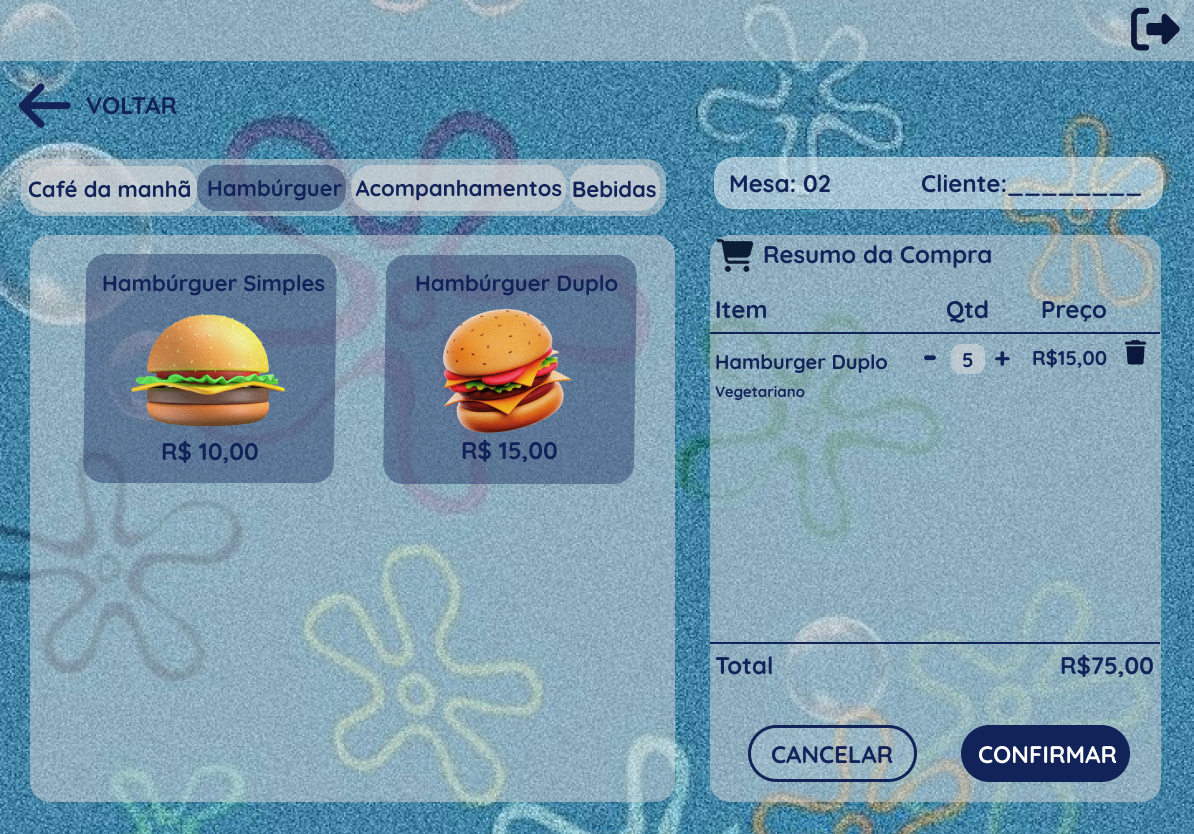 VOLTAR
Café da manhã Hambúrguer Acompanhamentos Bebidas
Mesa: 02 Cliente:________
Hambúrguer Simples
R$ 10,00
Hambúrguer Duplo
R$ 15,00
Resumo da Compra
Item Qtd Preço
Hamburger Duplo - 5 + R$15,00
Vegetariano
Total R$75,00
CANCELAR CONFIRMAR